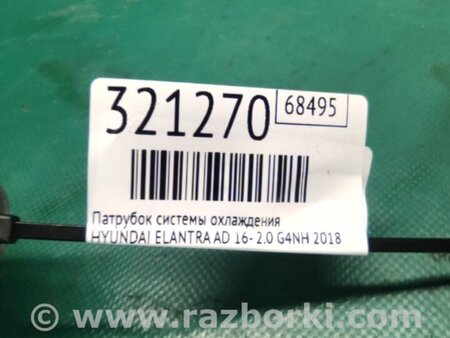 321270 68495
Патрубок системы охлаждения
HYUNDAI ELANTRA AD 16- 2.0 G4NH 2018
© www.razborki.com